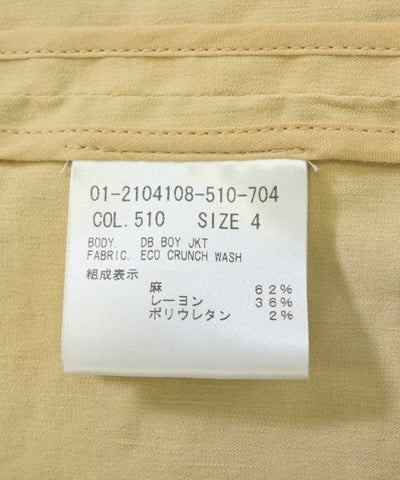 01-2104108-510-704
COL.510 SIZE 4
BODY. DB BOY JKT
FABRIC. ECO CRUNCH WASH
組成表示
麻 62%
レーヨン 36%
ポリウレタン 2%